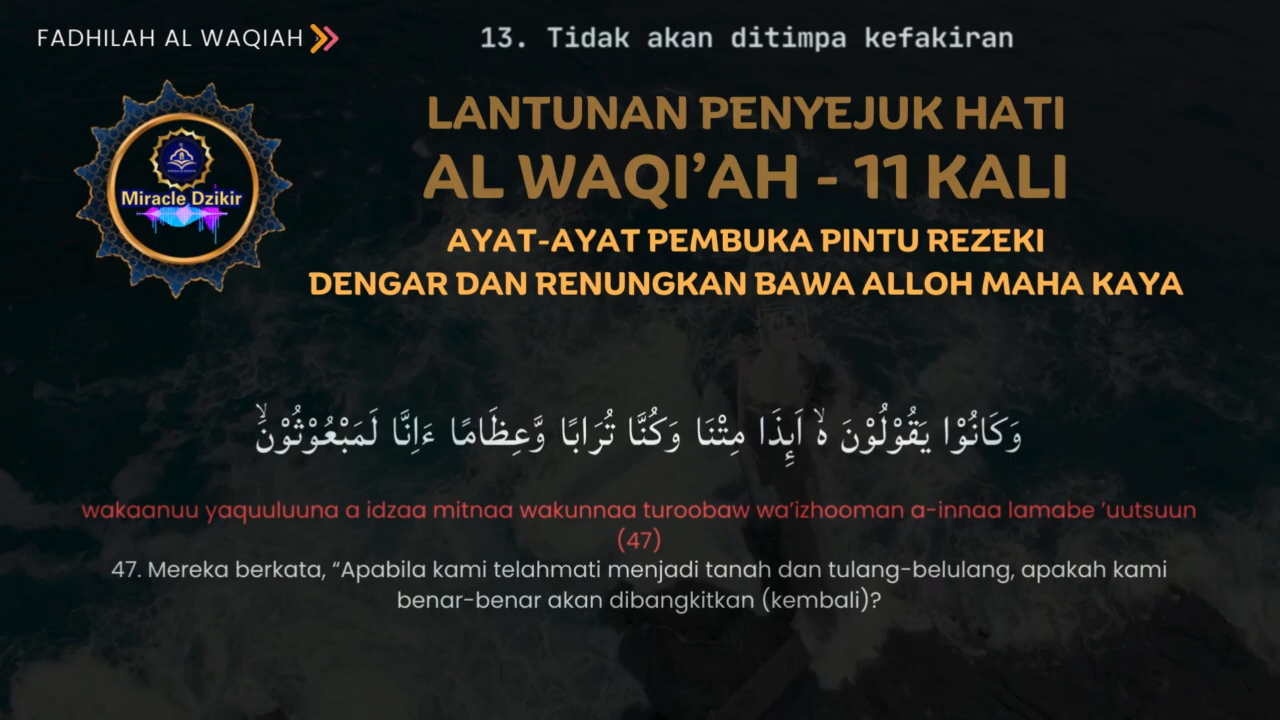 FADHILAH AL WAQIAH
13. Tidak akan ditimpa kefakiran
LANTUNAN PENYEJUK HATI
AL WAQI’AH - 11 KALI
AYAT-AYAT PEMBUKA PINTU REZEKI
DENGAR DAN RENUNGKAN BAWA ALLOH MAHA KAYA
Miracle Dzikir
وَكَانُوْا يَقُوْلُوْنَ ەۙ اَىِٕذَا مِتْنَا وَكُنَّا تُرَابًا وَّعِظَامًا ءَاِنَّا لَمَبْعُوْثُوْنَۙ
wakaanuu yaquuluuna a idzaa mitnaa wakunnaa turoobaw wa’izhooman a-innaa lamabe ’uutsuun
(47)
47. Mereka berkata, “Apabila kami telahmati menjadi tanah dan tulang-belulang, apakah kami
benar-benar akan dibangkitkan (kembali)?